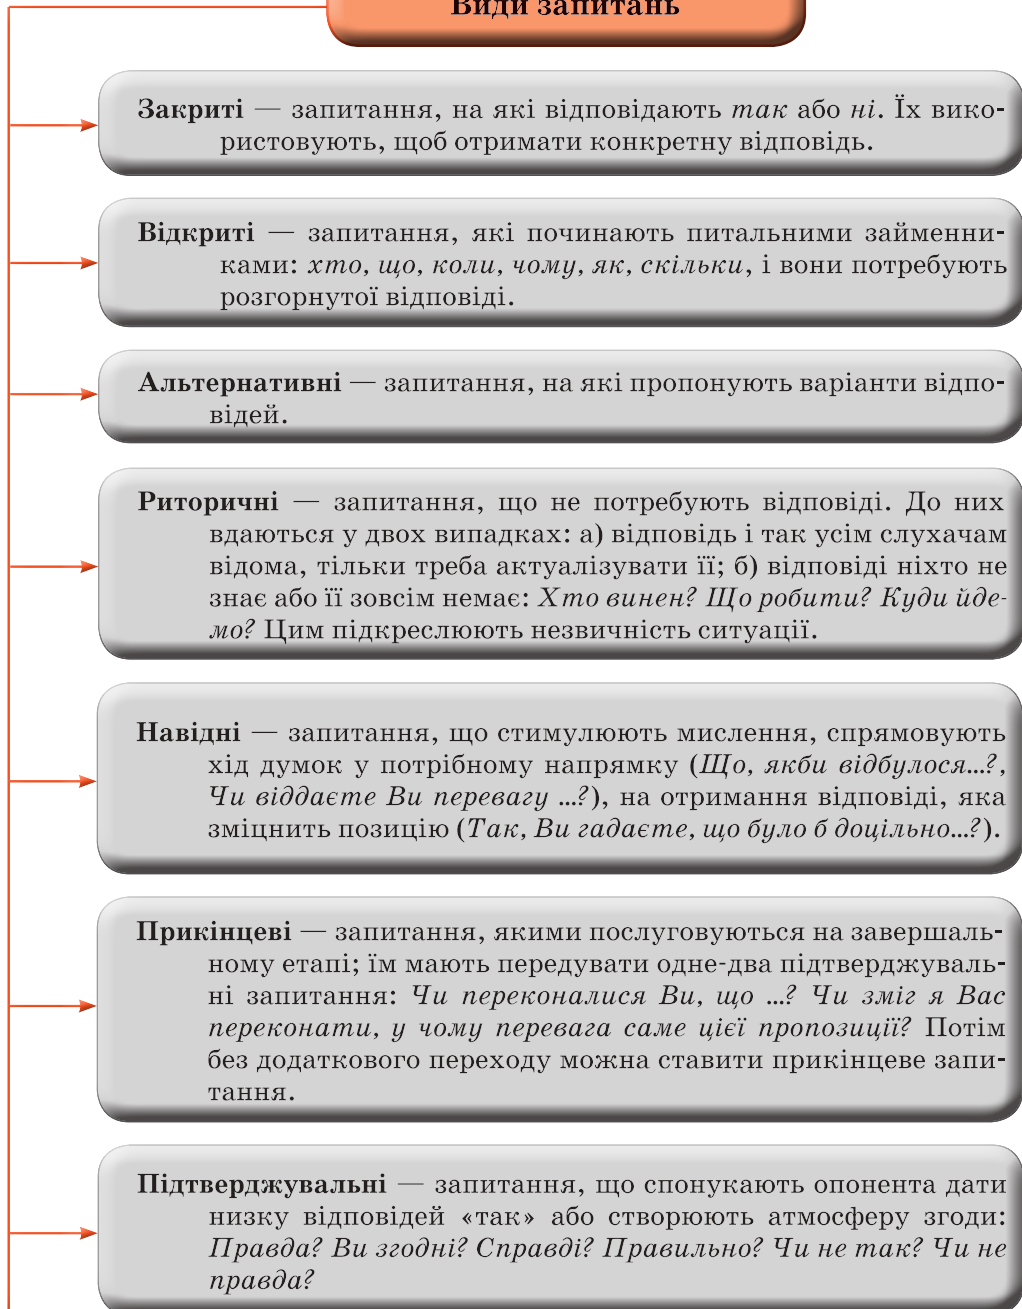 Види запитань
Закриті — запитання, на які відповідають так або ні. Їх вико-
ристовують, щоб отримати конкретну відповідь.
Відкриті — запитання, які починають питальними займенни-
ками: хто, що, коли, чому, як, скільки, і вони потребують
розгорнутої відповіді.
Альтернативні — запитання, на які пропонують варіанти відпо-
відей.
Риторичні — запитання, що не потребують відповіді. До них
вдаються у двох випадках: а) відповідь і так усім слухачам
відома, тільки треба актуалізувати її; б) відповіді ніхто не
знає або її зовсім немає: Хто винен? Що робити? Куди йде-
мо? Цим підкреслюють незвичність ситуації.
Навідні — запитання, що стимулюють мислення, спрямовують
хід думок у потрібному напрямку (Що, якби відбулося...?,
Чи віддаєте Ви перевагу ...?), на отримання відповіді, яка
зміцнить позицію (Так, Ви гадаєте, що було б доцільно...?).
Прикінцеві — запитання, якими послуговуються на завершаль-
ному етапі; їм мають передувати одне-два підтверджуваль-
ні запитання: Чи переконалися Ви, що ...? Чи зміг я Вас
переконати, у чому перевага саме цієї пропозиції? Потім
без додаткового переходу можна ставити прикінцеве запи-
тання.
Підтверджувальні — запитання, що спонукають опонента дати
низку відповідей «так» або створюють атмосферу згоди:
Правда? Ви згодні? Справді? Правильно? Чи не так? Чи не
правда?